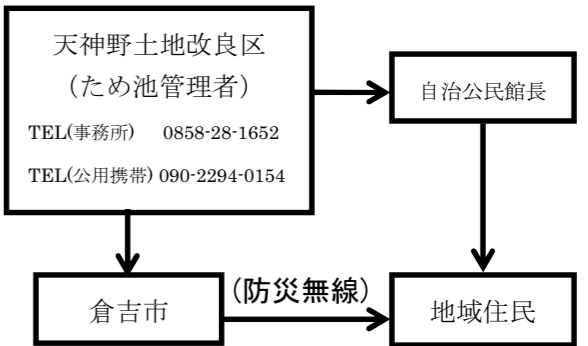 天神野土地改良区
（ため池管理者）
TEL(事務所)　0858-28-1652
TEL(公用携帯) 090-2294-0154
自治公民館長
倉吉市
（防災無線）
地域住民